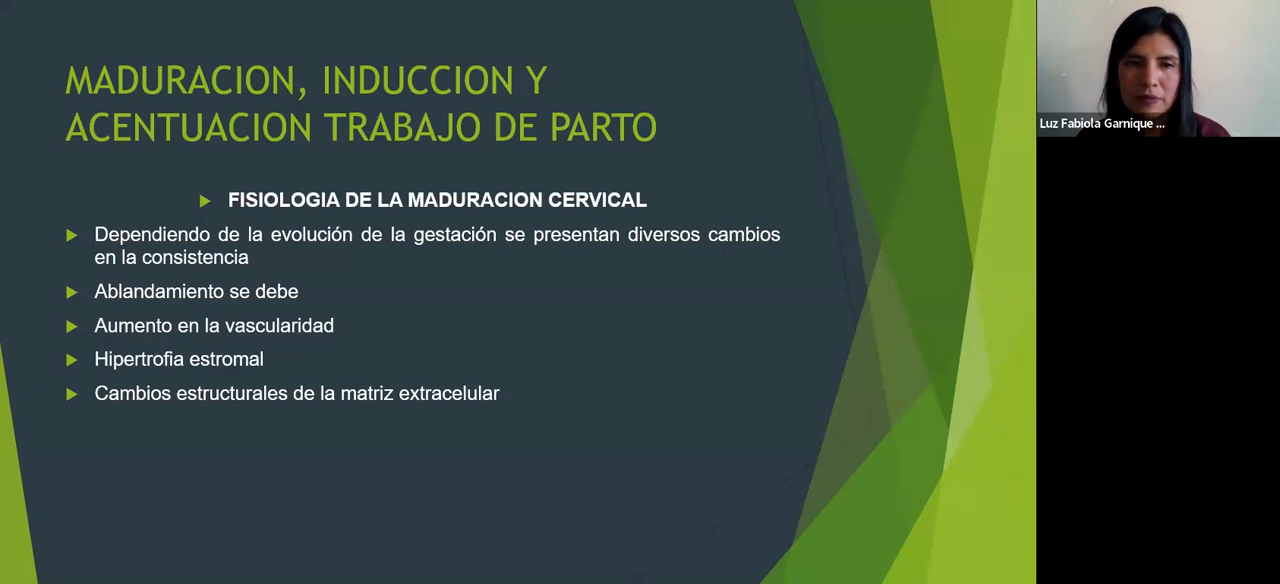 MADURACION, INDUCCION Y
ACENTUACION TRABAJO DE PARTO
FISIOLOGIA DE LA MADURACION CERVICAL
Dependiendo de la evolución de la gestación se presentan diversos cambios
en la consistencia
Ablandamiento se debe
Aumento en la vascularidad
Hipertrofia estromal
Cambios estructurales de la matriz extracelular
Luz Fabiola Garnique ...